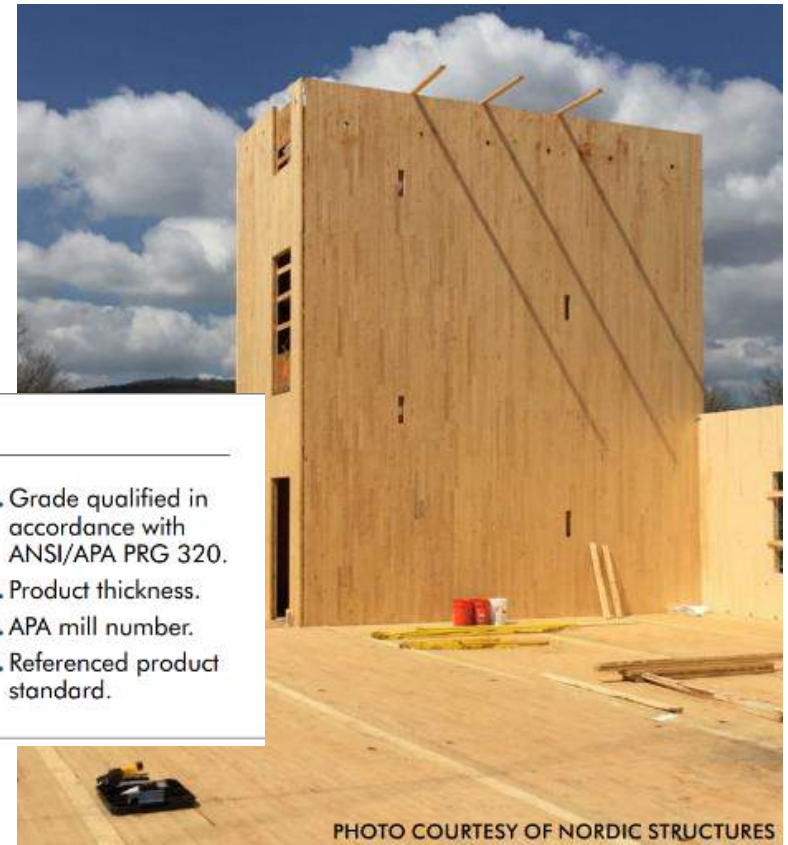 . Grade qualified in
accordance with
ANSI/APA PRG 320.
. Product thickness.
. APA mill number.
. Referenced product
standard.
PHOTO COURTESY OF NORDIC STRUCTURES